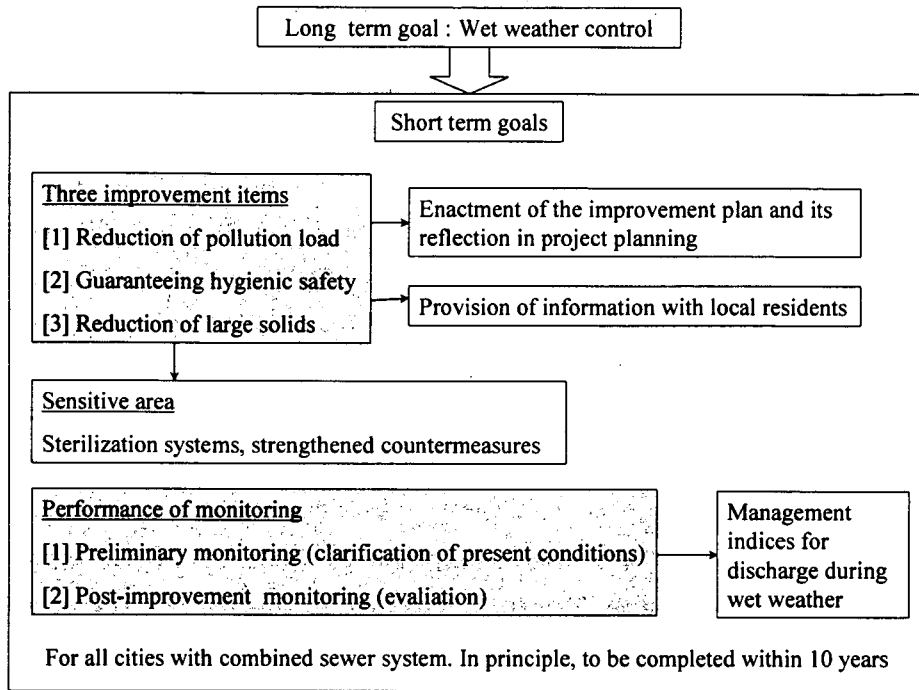 Long term goal : Wet weather control
Short term goals
Three improvement items
[1] Reduction of pollution load
[2] Guaranteeing hygienic safety
[3] Reduction of large solids
Enactment of the improvement plan and its
reflection in project planning
Provision of information with local residents
Sensitive area
Sterilization systems, strengthened countermeasures
Performance of monitoring
[1] Preliminary monitoring (clarification of present conditions)
[2] Post-improvement monitoring (evaluation)
Management
indices for
discharge during
wet weather
For all cities with combined sewer system. In principle, to be completed within 10 years